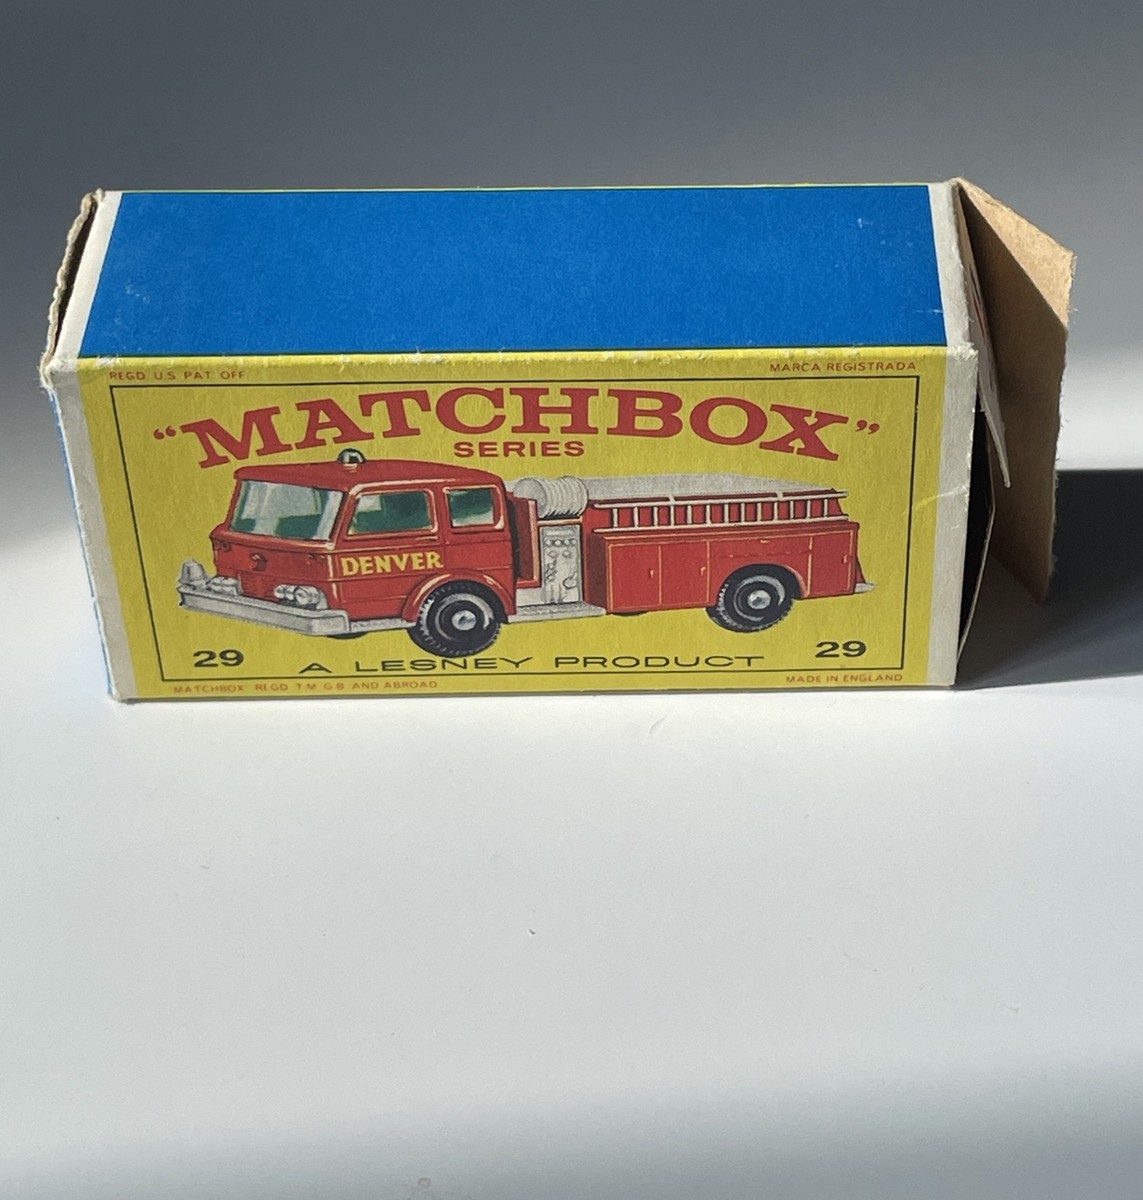 REGD U.S PAT. OFF.
MARCA REGISTRADA
“MATCHBOX”
SERIES
DENVER
29
A LESNEY PRODUCT
29
MATCHBOX" REGD T.M G.B AND ABROAD
MADE IN ENGLAND